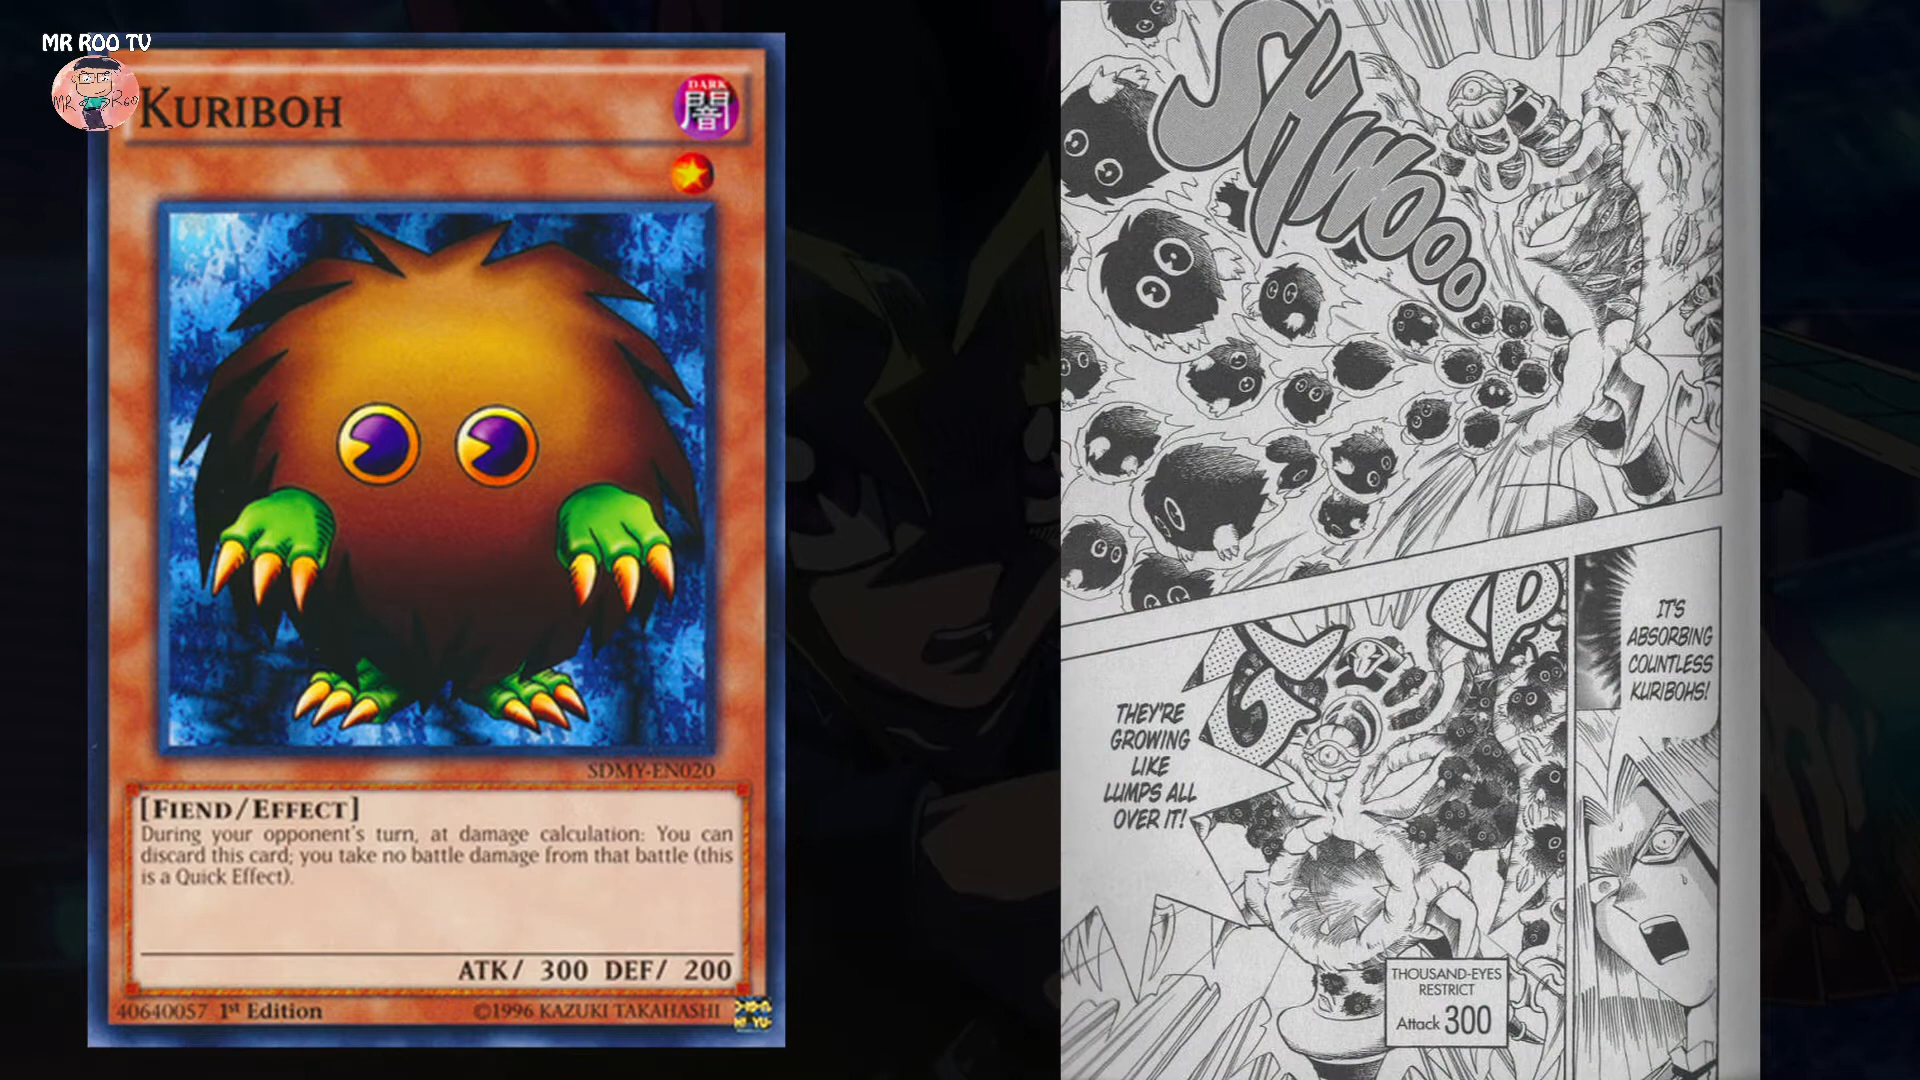 MR ROO TV
MR ROO
KURIBOH
DARK
闇
SDMY-EN020
[FIEND/EFFECT]
During your opponent's turn, at damage calculation: You can
discard this card; you take no battle damage from that battle (this
is a Quick Effect).
ATK/ 300 DEF/ 200
40640057 1st Edition
©1996 KAZUKI TAKAHASHI
SHWOOO
IT'S
ABSORBING
COUNTLESS
KURIBOHS!
THEY'RE
GROWING
LIKE
LUMPS ALL
OVER IT!
THOUSAND-EYES
RESTRICT
Attack 300